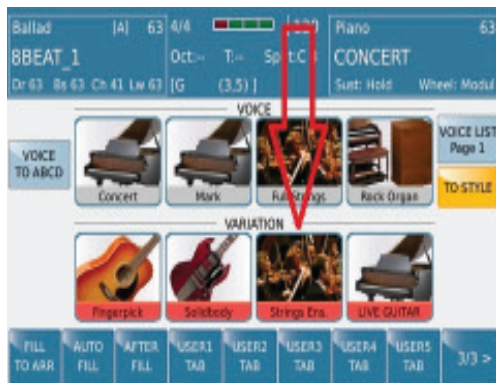 Ballad [A] 63 4/4 Piano 63
8BEAT_1 Oct:-- T:-- CONCERT
Dr 63 Bs 63 Ch 41 Lw 63 [G (3,5) ] Sust: Hold Wheel: Modul
VOICE
VOICE
TO ABCD
VOICE LIST
Page 1
Concert Mark Full Strings Rock Organ
TO STYLE
VARIATION
Fingerpick Solidbody Strings Ens. LIVE GUITAR
FILL
TO ARR
AUTO
FILL
AFTER
FILL
USER1
TAB
USER2
TAB
USER3
TAB
USER4
TAB
USER5
TAB
3/3 >